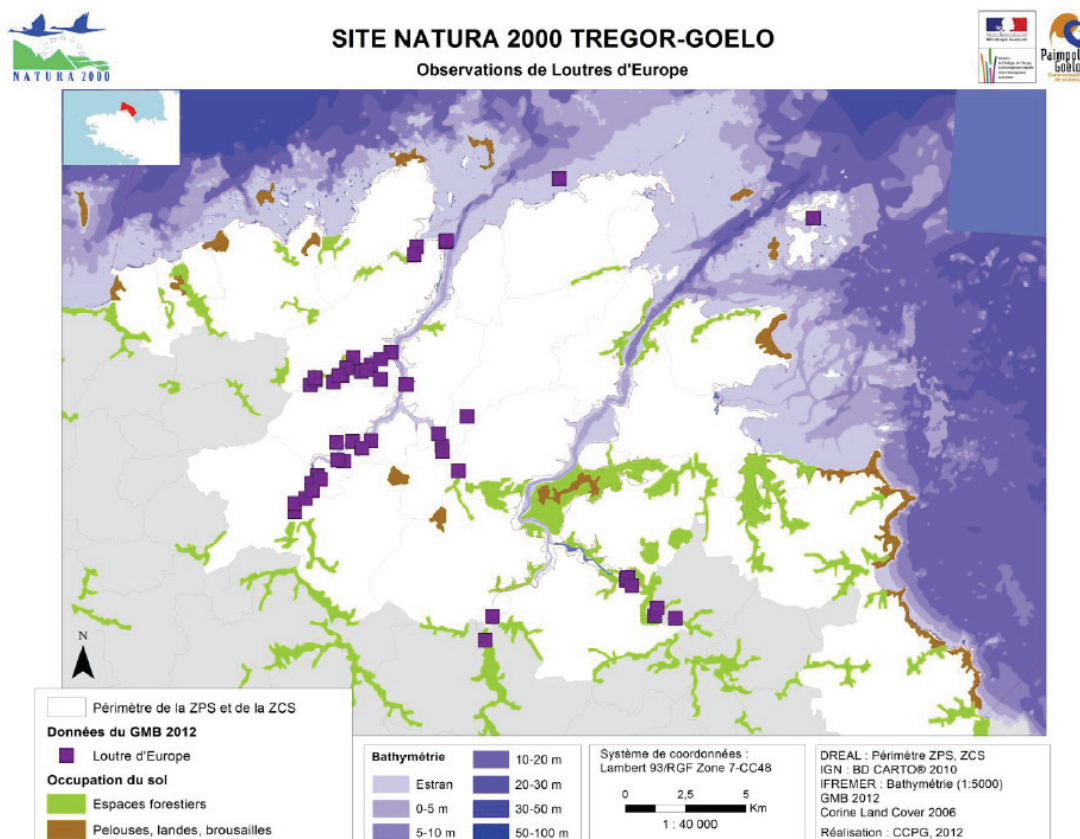 NATURA 2000
SITE NATURA 2000 TREGOR-GOELO
Observations de Loutres d'Europe
Paimpol
Goëlo
N
Périmètre de la ZPS et de la ZCS
Données du GMB 2012
Loutre d'Europe
Occupation du sol
Espaces forestiers
Pelouses, landes, brousailles
Bathymétrie
Estran
0-5 m
5-10 m
10-20 m
20-30 m
30-50 m
50-100 m
Système de coordonnées :
Lambert 93/RGF Zone 7-CC48
0 2,5 5
Km
1 : 40 000
DREAL : Périmètre ZPS, ZCS
IGN : BD CARTO® 2010
IFREMER : Bathymétrie (1:5000)
GMB 2012
Corine Land Cover 2006
Réalisation : CCPG, 2012